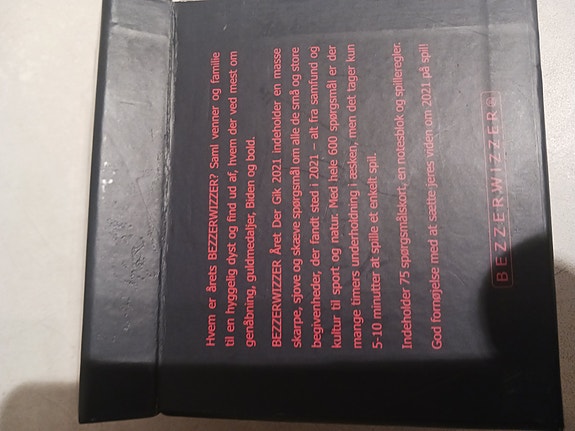 Hvem er årets BEZZERWIZZER? Saml venner og familie
til en hyggelig dyst og find ud af, hvem der ved mest om
genåbning, guldmedaljer, Biden og bold.
BEZZERWIZZER Året Der Gik 2021 indeholder en masse
skarpe, sjove og skæve spørgsmål om alle de små og store
begivenheder, der fandt sted i 2021 – alt fra samfund og
kultur til sport og natur. Med hele 600 spørgsmål er der
mange timers underholdning i æsken, men det tager kun
5-10 minutter at spille et enkelt spil.
Indeholder 75 spørgsmålskort, en notesblok og spilleregler.
God fornøjelse med at sætte jeres viden om 2021 på spil!
BEZZERWIZZER®